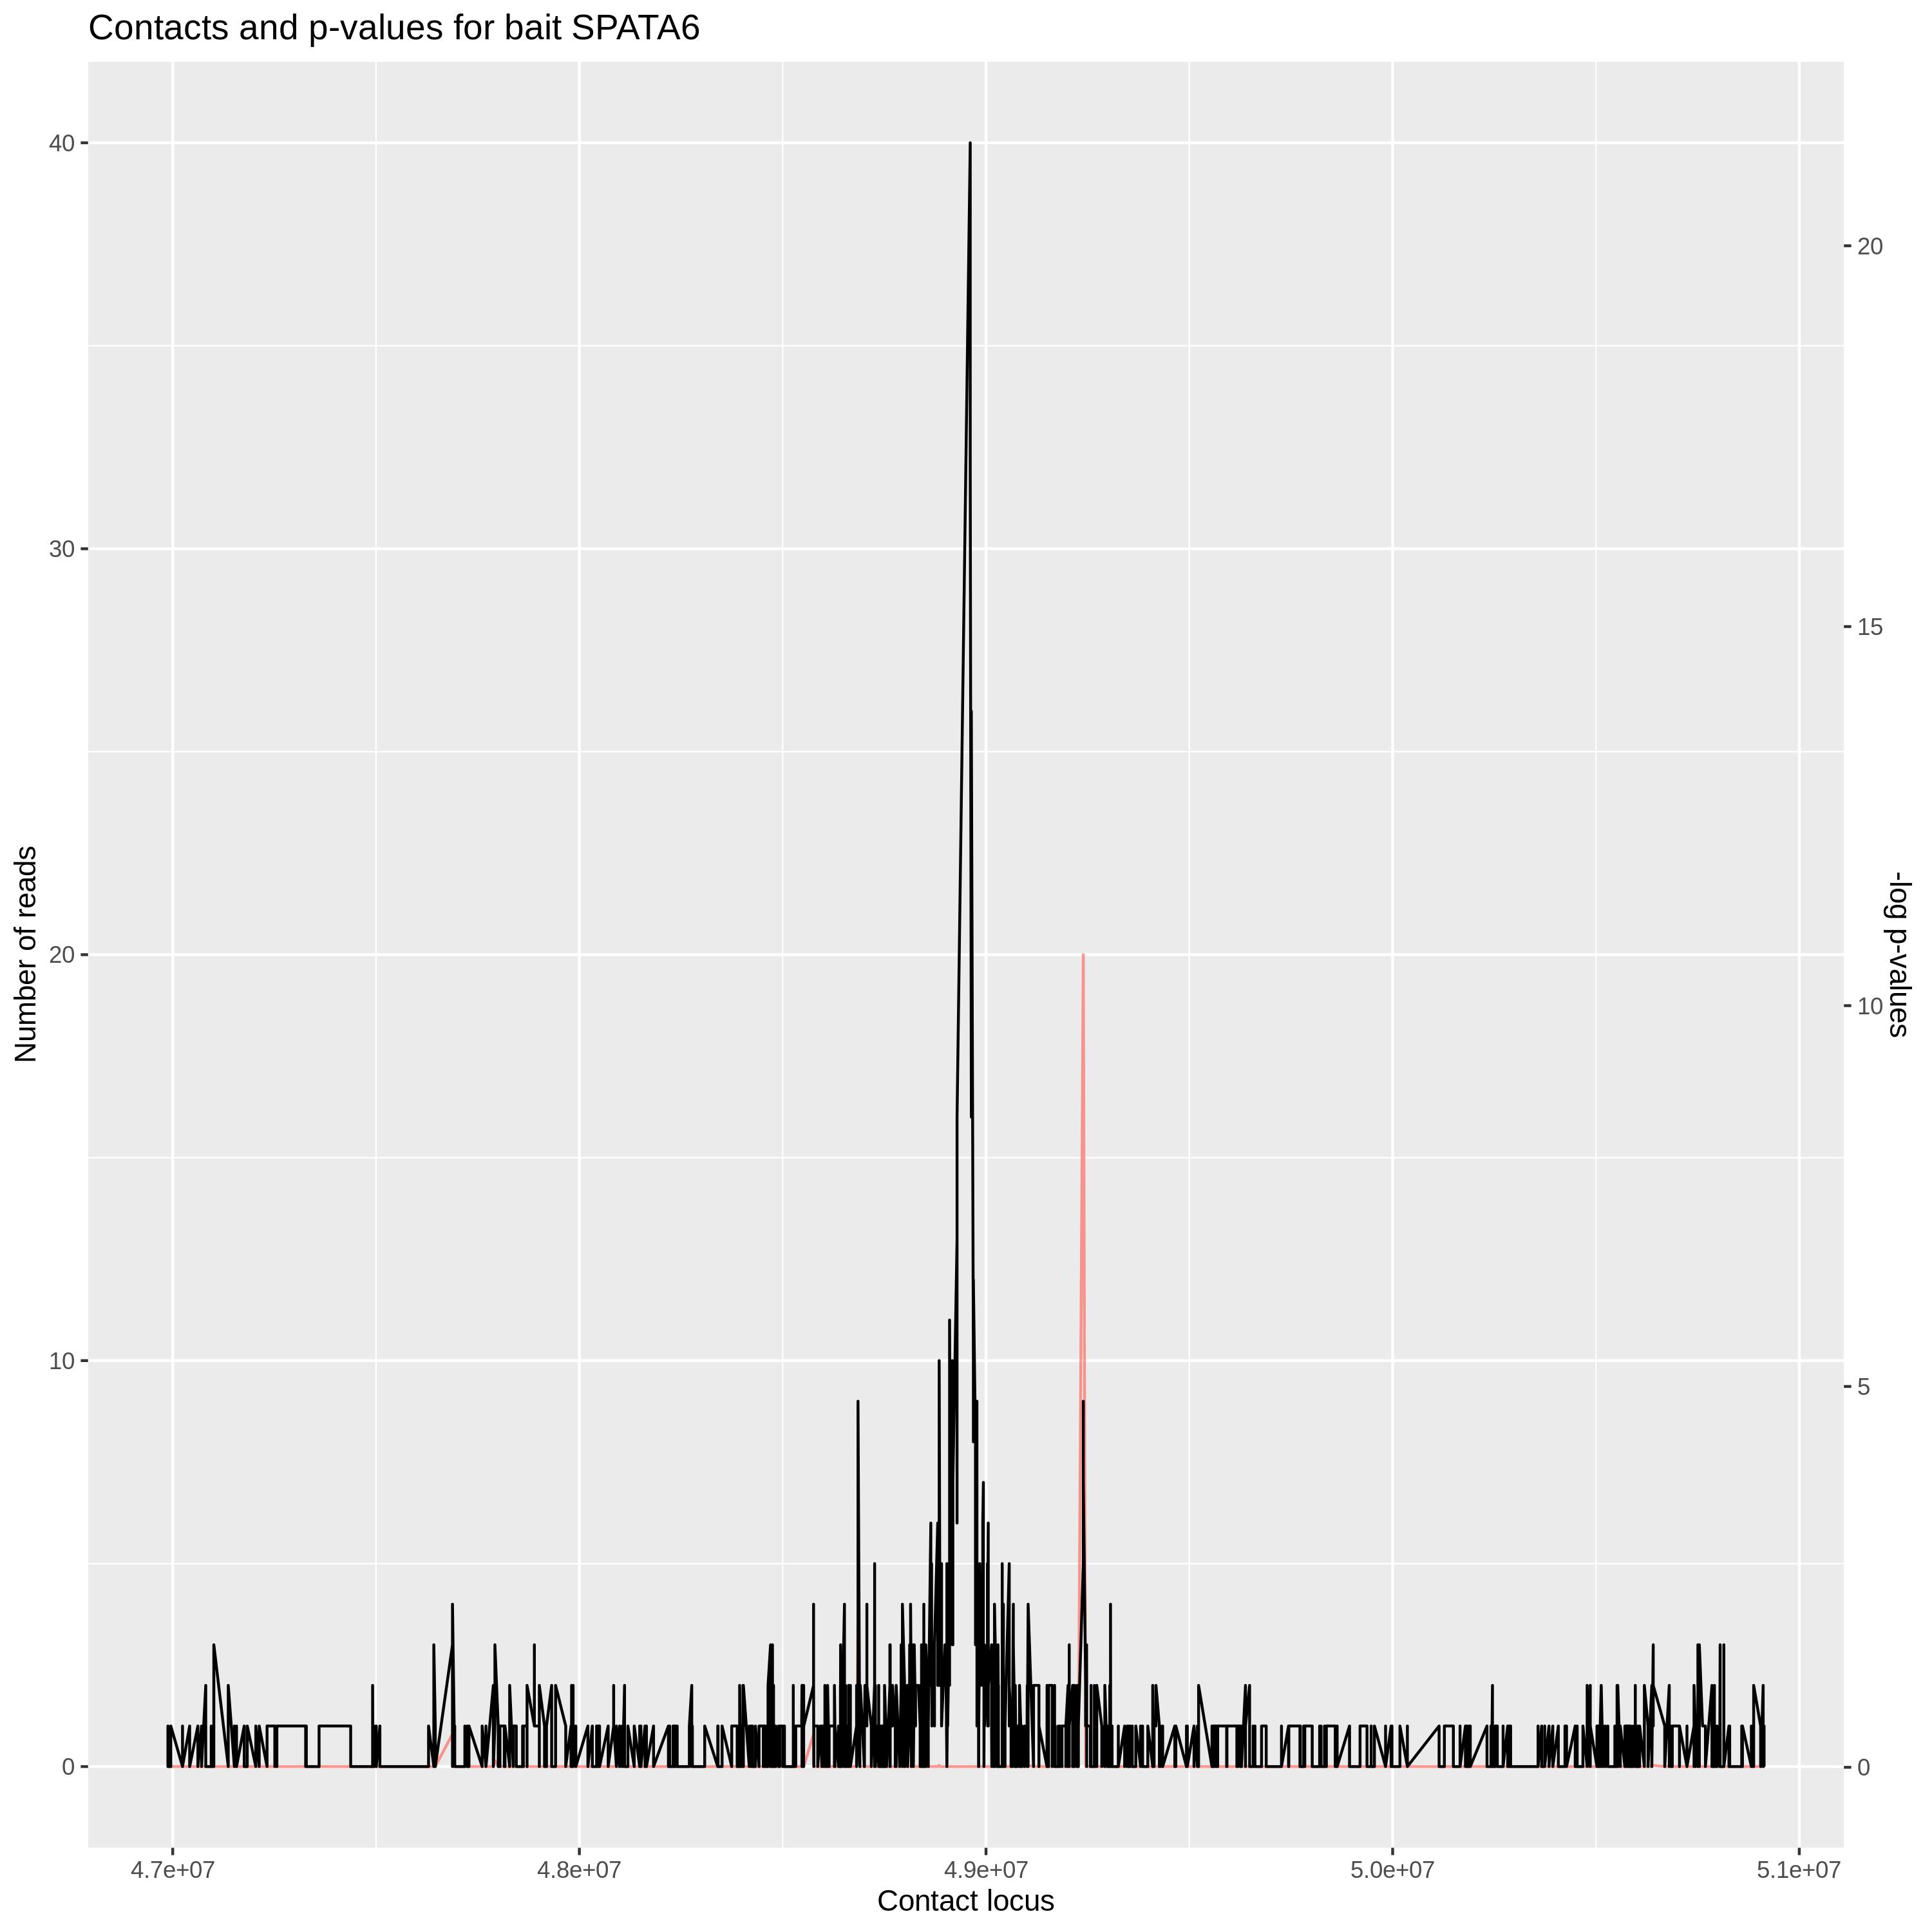 Contacts and p-values for bait SPATA6
40
30
20
10
0
Number of reads
20
15
10
5
0
-log p-values
4.7e+07
4.8e+07
4.9e+07
5.0e+07
5.1e+07
Contact locus